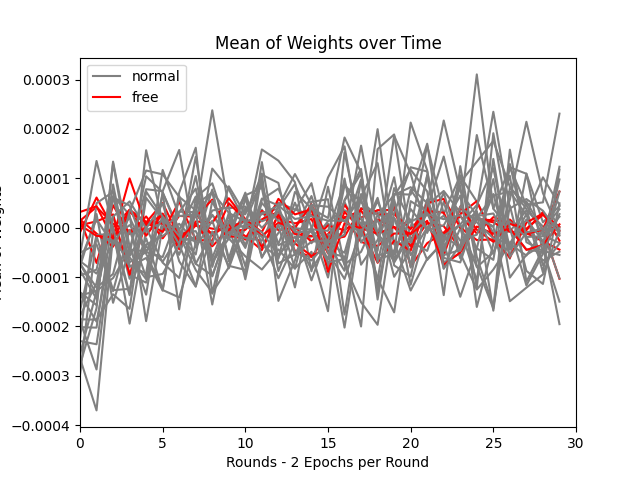 Mean of Weights over Time
normal
free
0.0003
0.0002
0.0001
0.0000
−0.0001
−0.0002
−0.0003
−0.0004
0 5 10 15 20 25 30
Rounds - 2 Epochs per Round